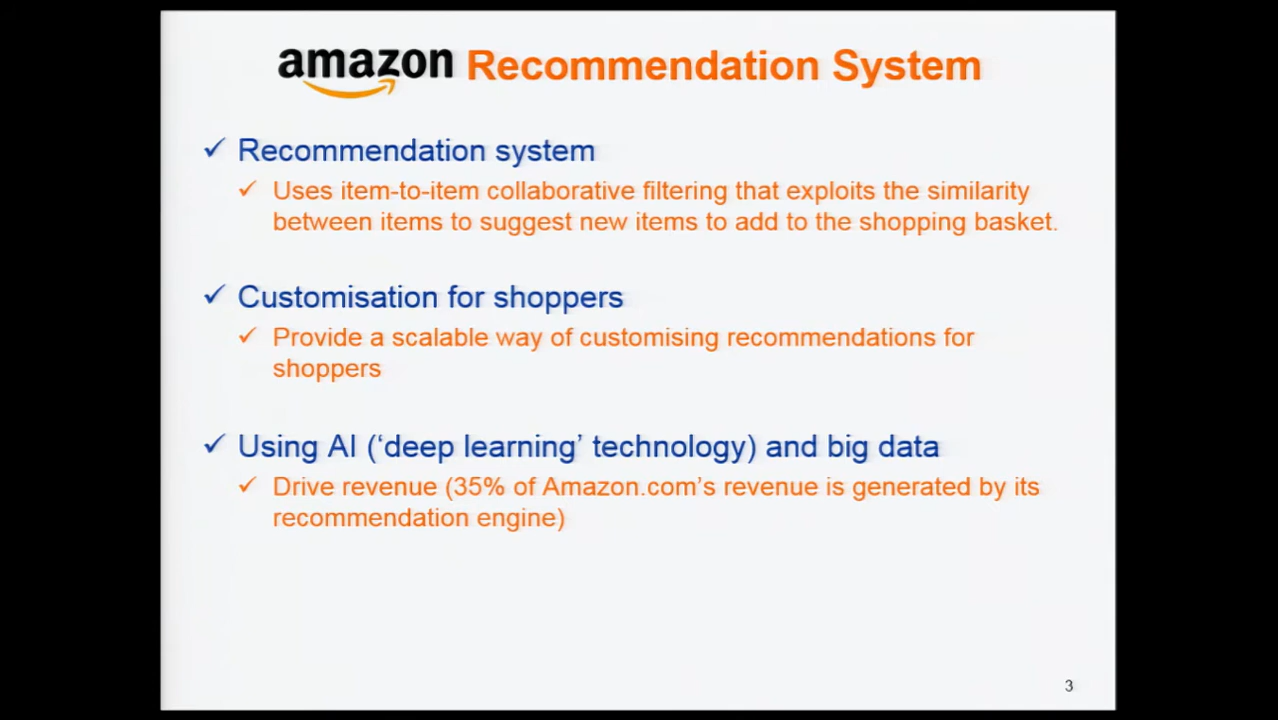 amazon Recommendation System
✓ Recommendation system
✓ Uses item-to-item collaborative filtering that exploits the similarity
between items to suggest new items to add to the shopping basket.
✓ Customisation for shoppers
✓ Provide a scalable way of customising recommendations for
shoppers
✓ Using AI (‘deep learning’ technology) and big data
✓ Drive revenue (35% of Amazon.com’s revenue is generated by its
recommendation engine)
3